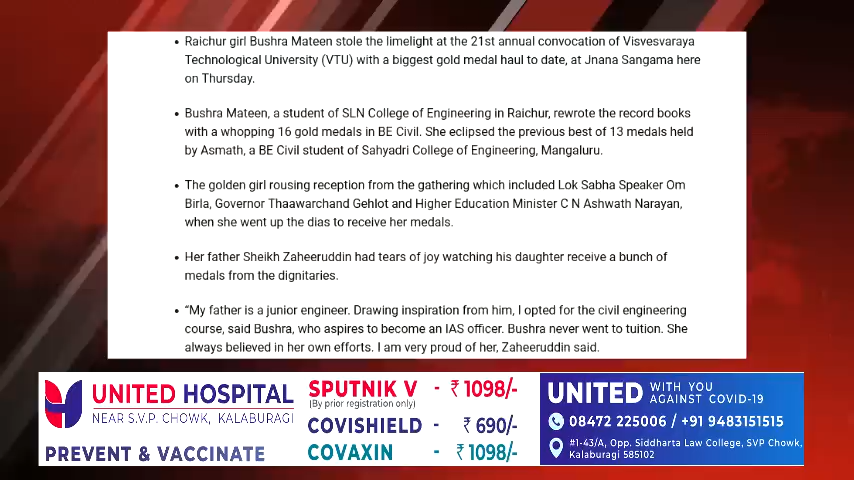 • Raichur girl Bushra Mateen stole the limelight at the 21st annual convocation of Visvesvaraya
Technological University (VTU) with a biggest gold medal haul to date, at Jnana Sangama here
on Thursday.
• Bushra Mateen, a student of SLN College of Engineering in Raichur, rewrote the record books
with a whopping 16 gold medals in BE Civil. She eclipsed the previous best of 13 medals held
by Asmath, a BE Civil student of Sahyadri College of Engineering, Mangaluru.
• The golden girl rousing reception from the gathering which included Lok Sabha Speaker Om
Birla, Governor Thaawarchand Gehlot and Higher Education Minister C N Ashwath Narayan,
when she went up the dias to receive her medals.
• Her father Sheikh Zaheeruddin had tears of joy watching his daughter receive a bunch of
medals from the dignitaries.
• “My father is a junior engineer. Drawing inspiration from him, I opted for the civil engineering
course, said Bushra, who aspires to become an IAS officer. Bushra never went to tuition. She
always believed in her own efforts. I am very proud of her, Zaheeruddin said.
UNITED HOSPITAL
NEAR S.V.P. CHOWK, KALABURAGI
PREVENT & VACCINATE
SPUTNIK V - ₹ 1098/-
(By prior registration only)
COVISHIELD - ₹ 690/-
COVAXIN - ₹ 1098/-
UNITED WITH YOU
AGAINST COVID-19
08472 225006 / +91 9483151515
#1-43/A, Opp. Siddharta Law College, SVP Chowk,
Kalaburagi 585102